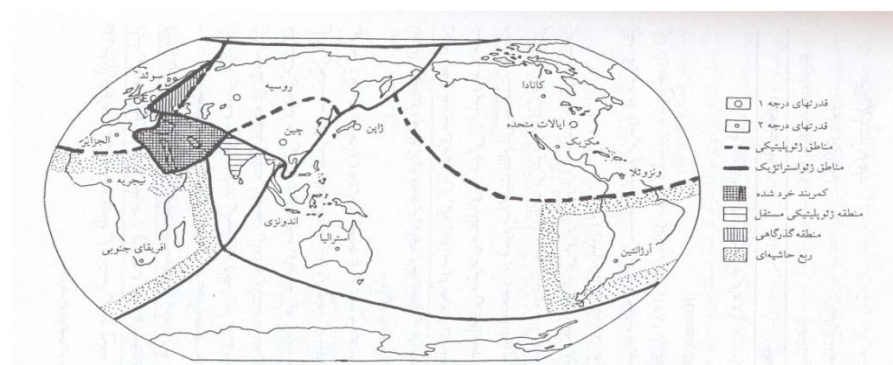 سوئد
روسیه
EC
چین
ژاپن
الجزایر
نیجریه
آفریقای جنوبی
اندونزی
استرالیا
کانادا
ایالات متحده
مکزیک
ونزوئلا
آرژانتین
قدرتهای درجه ۱
قدرتهای درجه ۲
مناطق ژئوپلیتیکی
مناطق ژئواستراتژیک
کمربند خرد شده
منطقه ژئوپلیتیکی مستقل
منطقه گذرگاهی
ربع حاشیه‌ای